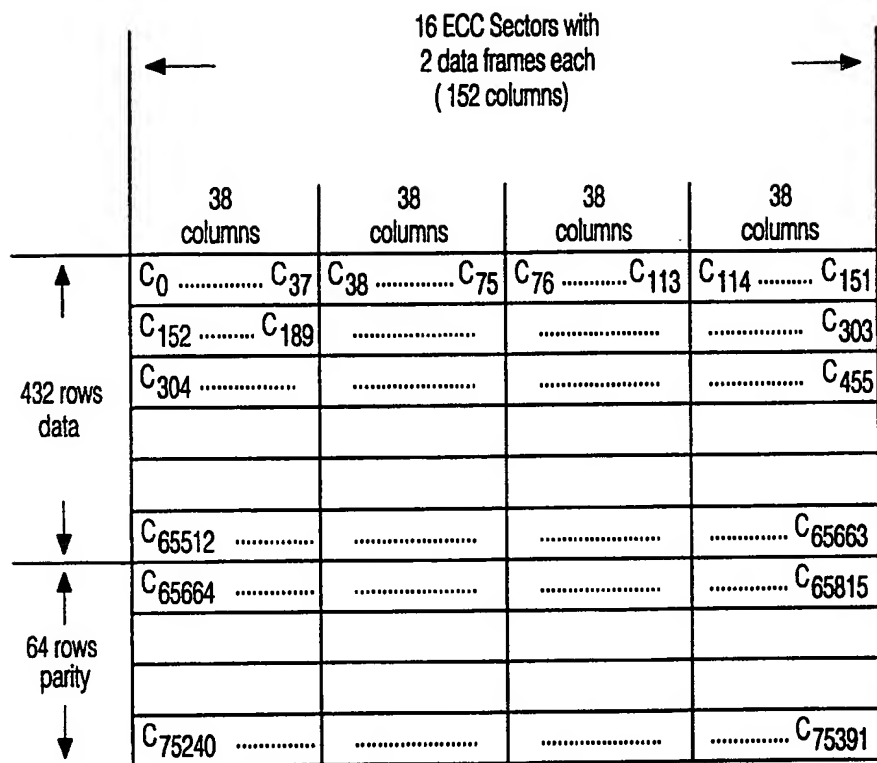 16 ECC Sectors with
2 data frames each
( 152 columns)
38 columns
38 columns
38 columns
38 columns
C0 .............. C37 C38 ............. C75 C76 ........... C113 C114 ......... C151
C152 ......... C189 .................... .................... ............... C303
C304 ............... .................... .................... ............... C455
432 rows
data
C65512 ............ .................... .................... ............ C65663
C65664 ............ .................... .................... ............ C65815
64 rows
parity
C75240 ............ .................... .................... ............ C75391